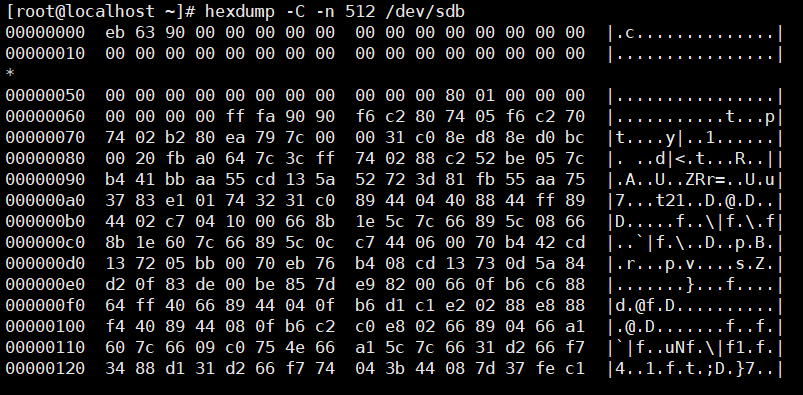 [root@localhost ~]# hexdump -C -n 512 /dev/sdb
00000000  eb 63 90 00 00 00 00 00  00 00 00 00 00 00 00 00  |.c..............|
00000010  00 00 00 00 00 00 00 00  00 00 00 00 00 00 00 00  |................|
*
00000050  00 00 00 00 00 00 00 00  00 00 00 80 01 00 00 00  |................|
00000060  00 00 00 00 ff fa 90 90  f6 c2 80 74 05 f6 c2 70  |...........t...p|
00000070  74 02 b2 80 ea 79 7c 00  00 31 c0 8e d8 8e d0 bc  |t....y|..1......|
00000080  00 20 fb a0 64 7c 3c ff  74 02 88 c2 52 be 05 7c  |. ..d|<.t...R..||
00000090  b4 41 bb aa 55 cd 13 5a  52 72 3d 81 fb 55 aa 75  |.A..U..ZRr=..U.u|
000000a0  37 83 e1 01 74 32 31 c0  89 44 04 40 88 44 ff 89  |7...t21..D.@.D..|
000000b0  44 02 c7 04 10 00 66 8b  1e 5c 7c 66 89 5c 08 66  |D.....f..\|f.\.f|
000000c0  8b 1e 60 7c 66 89 5c 0c  c7 44 06 00 70 b4 42 cd  |..`|f.\..D..p.B.|
000000d0  13 72 05 bb 00 70 eb 76  b4 08 cd 13 73 0d 5a 84  |.r...p.v....s.Z.|
000000e0  d2 0f 83 de 00 be 85 7d  e9 82 00 66 0f b6 c6 88  |.......}...f....|
000000f0  64 ff 40 66 89 44 04 0f  b6 d1 c1 e2 02 88 e8 88  |d.@f.D..........|
00000100  f4 40 89 44 08 0f b6 c2  c0 e8 02 66 89 04 66 a1  |.@.D.......f..f.|
00000110  60 7c 66 09 c0 75 4e 66  a1 5c 7c 66 31 d2 66 f7  |`|f..uNf.\|f1.f.|
00000120  34 88 d1 31 d2 66 f7 74  04 3b 44 08 7d 37 fe c1  |4..1.f.t.;D.}7..|